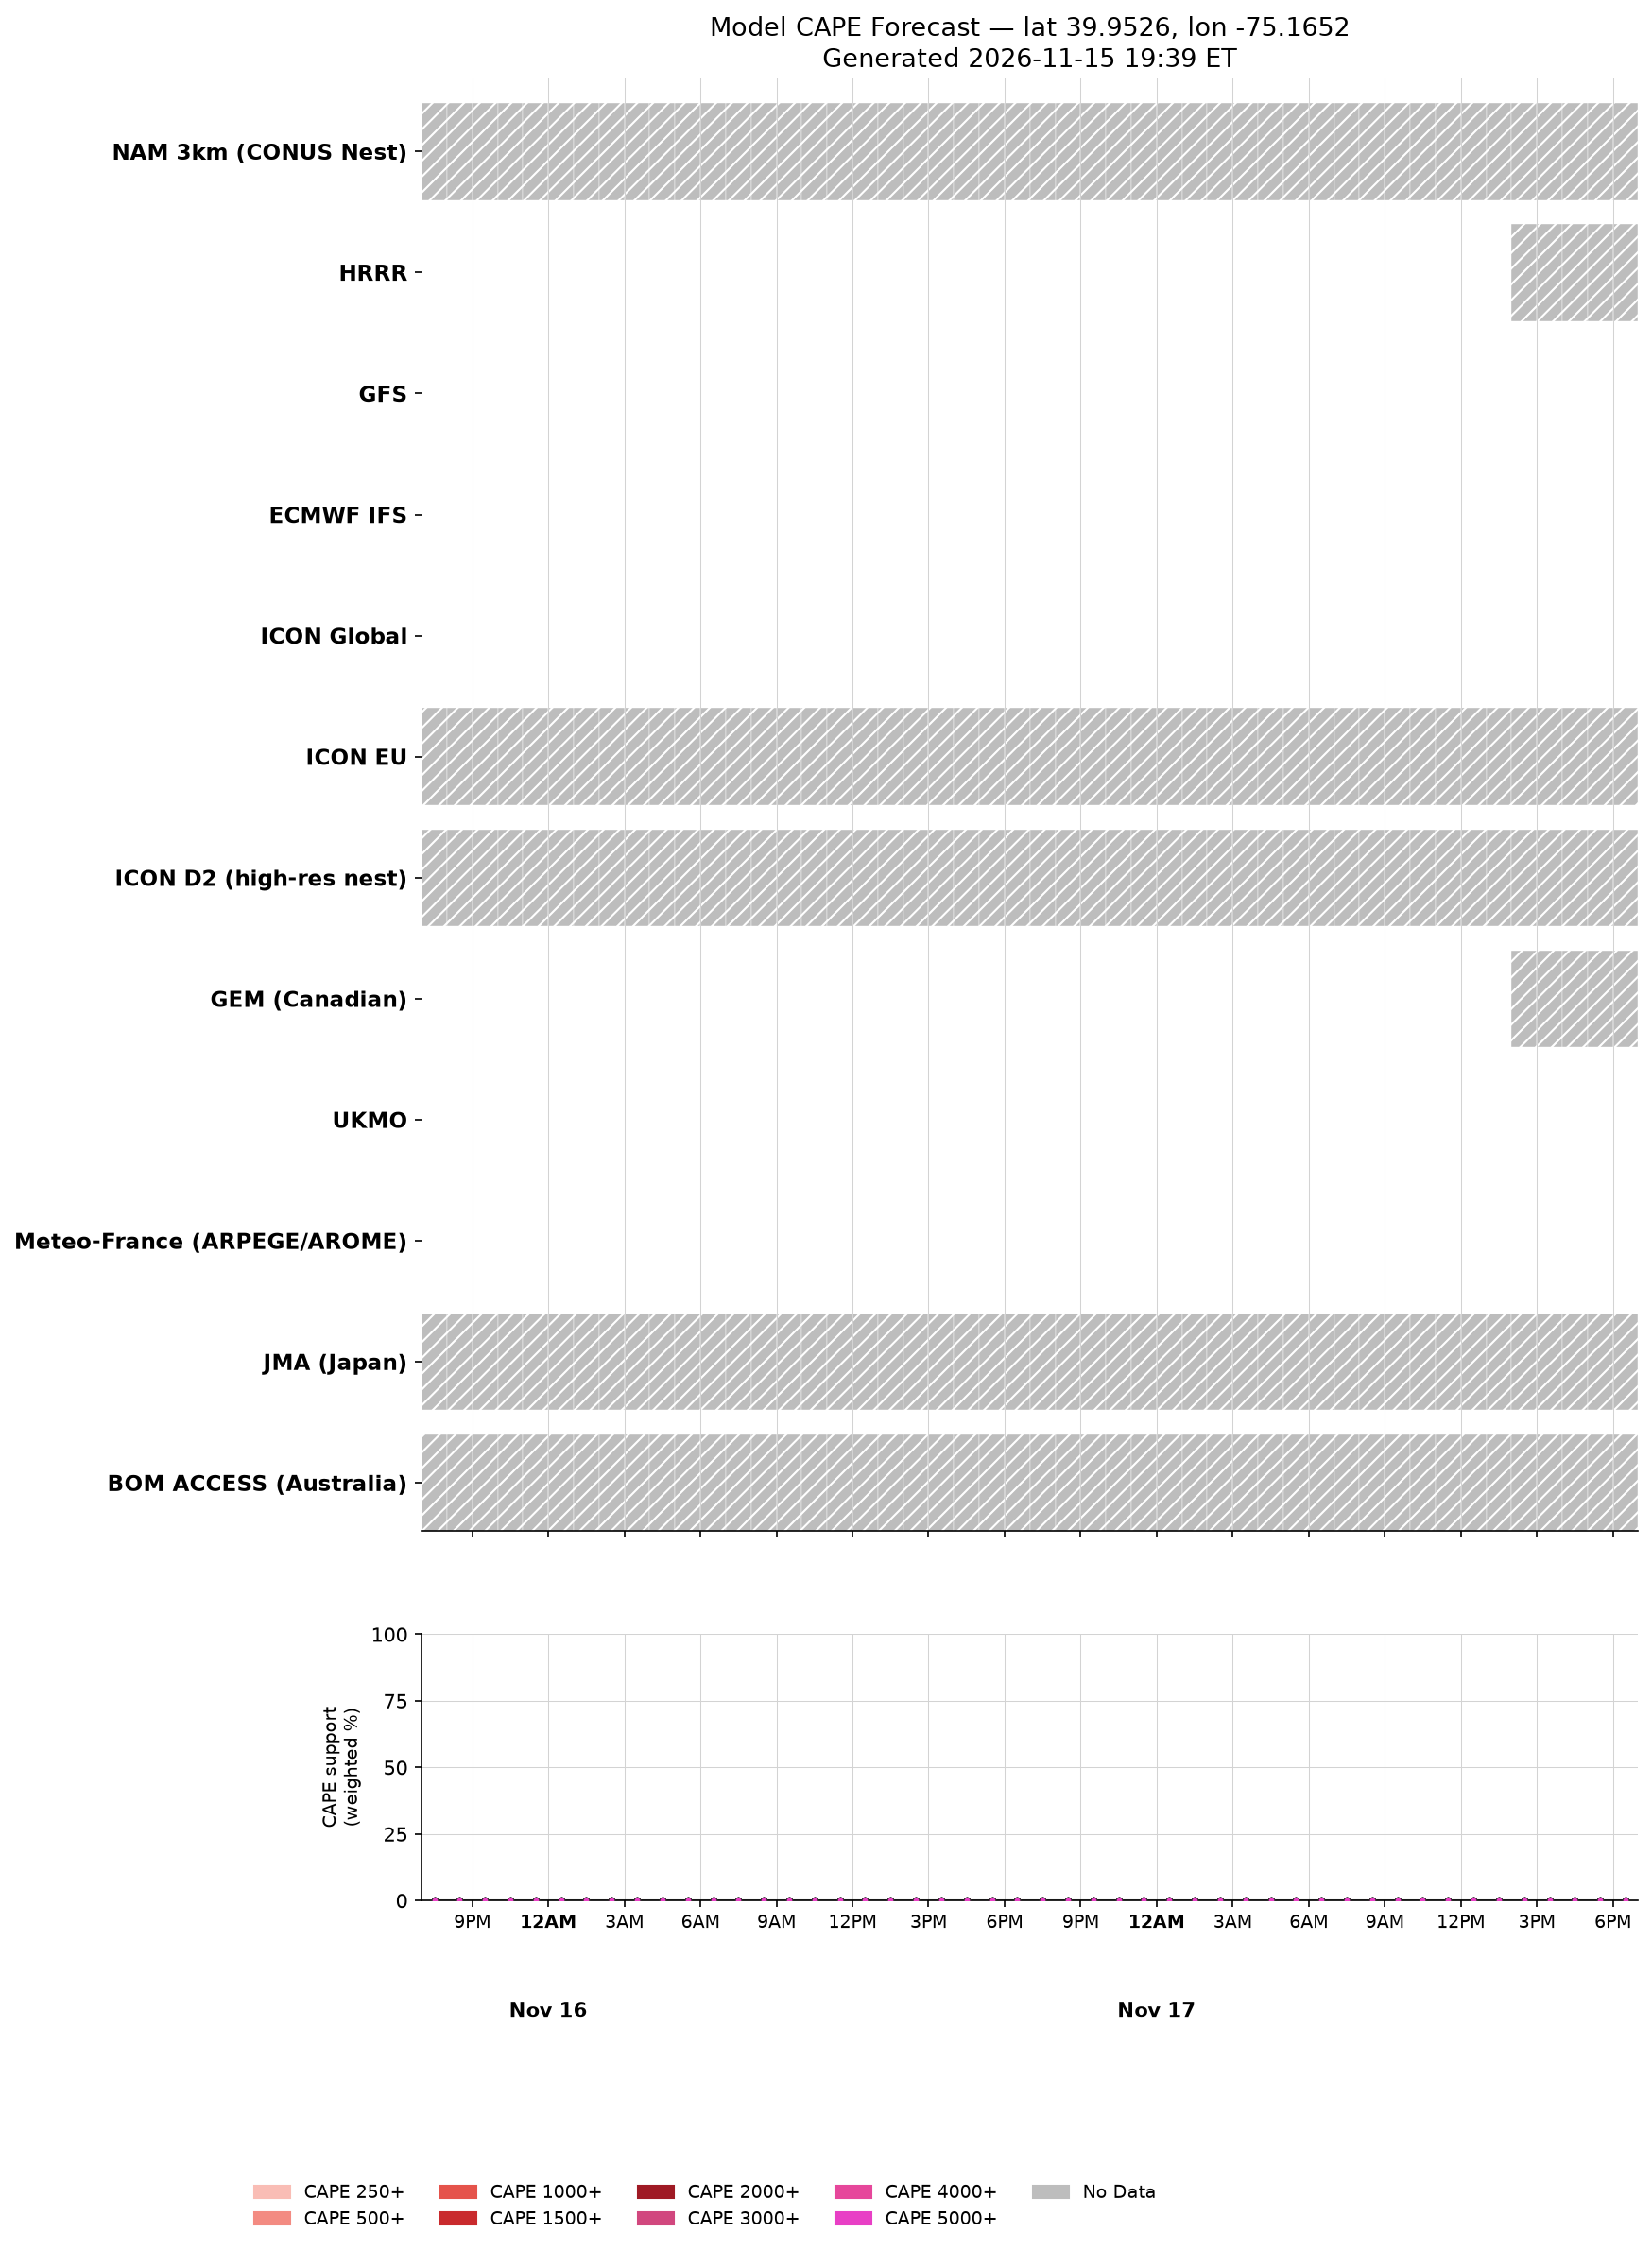 Model CAPE Forecast — lat 39.9526, lon -75.1652
Generated 2026-11-15 19:39 ET
NAM 3km (CONUS Nest)
HRRR
GFS
ECMWF IFS
ICON Global
ICON EU
ICON D2 (high-res nest)
GEM (Canadian)
UKMO
Meteo-France (ARPEGE/AROME)
JMA (Japan)
BOM ACCESS (Australia)
CAPE support
(weighted %)
100
75
50
25
0
9PM 12AM 3AM 6AM 9AM 12PM 3PM 6PM 9PM 12AM 3AM 6AM 9AM 12PM 3PM 6PM
Nov 16 Nov 17
CAPE 250+ CAPE 1000+ CAPE 2000+ CAPE 4000+ No Data
CAPE 500+ CAPE 1500+ CAPE 3000+ CAPE 5000+